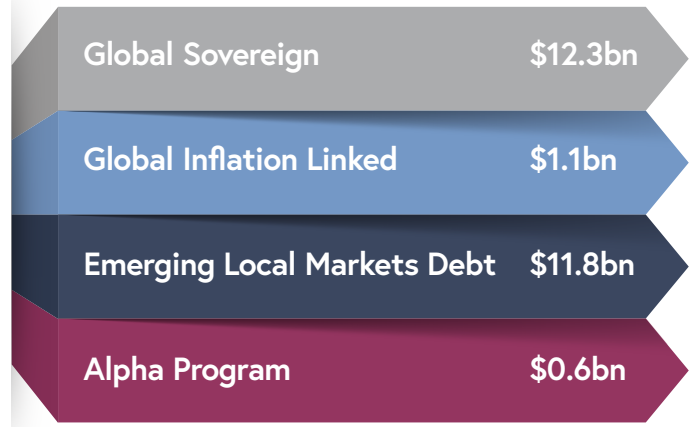 Global Sovereign $12.3bn
Global Inflation Linked $1.1bn
Emerging Local Markets Debt $11.8bn
Alpha Program $0.6bn